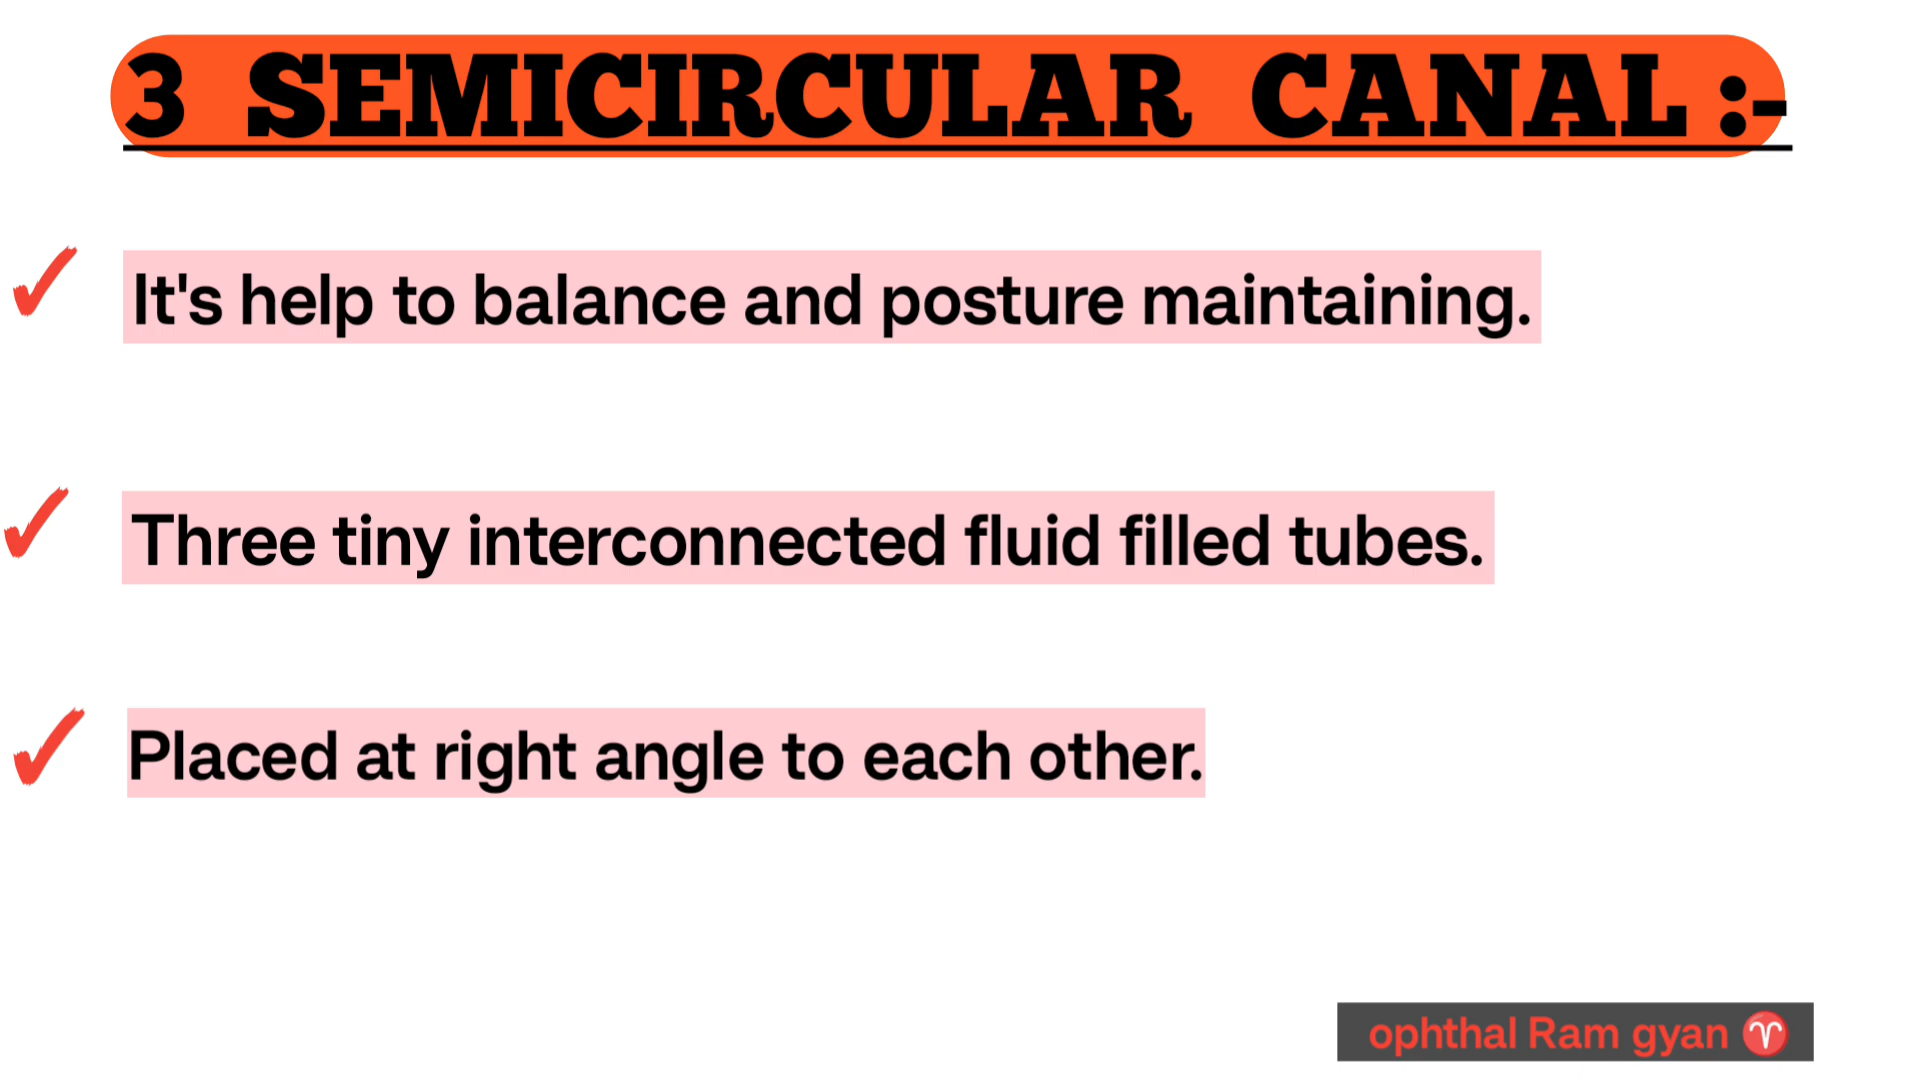 3 SEMICIRCULAR CANAL :-
It's help to balance and posture maintaining.
Three tiny interconnected fluid filled tubes.
Placed at right angle to each other.
ophthal Ram gyan ♈